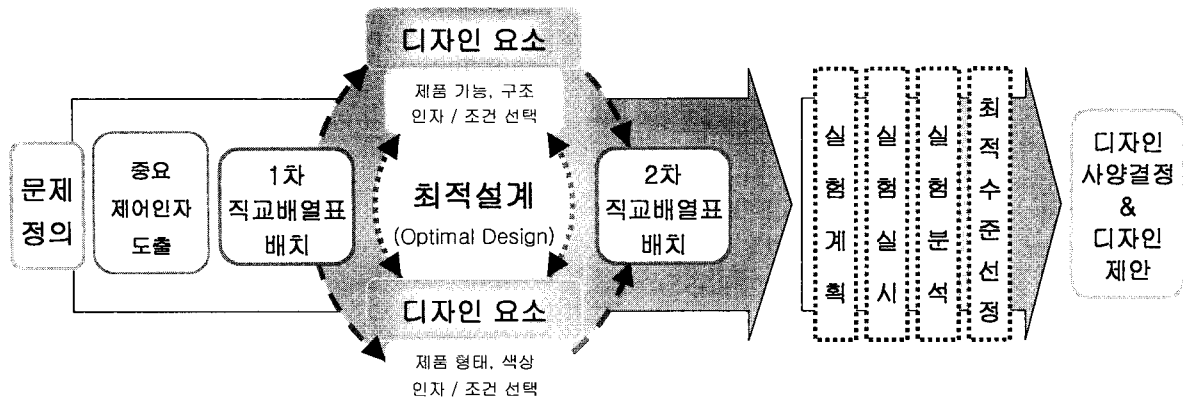 문제
정의
중요
제어인자
도출
1차
직교배열표
배치
디자인 요소
제품 기능, 구조
인자 / 조건 선택
최적설계
(Optimal Design)
디자인 요소
제품 형태, 색상
인자 / 조건 선택
2차
직교배열표
배치
실험계획
실험실시
실험분석
최적수준선정
디자인
사양결정
&
디자인
제안